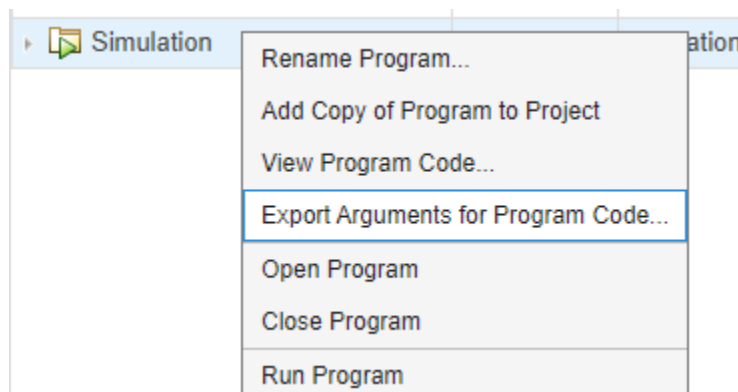 Simulation
ation
Rename Program...
Add Copy of Program to Project
View Program Code...
Export Arguments for Program Code...
Open Program
Close Program
Run Program